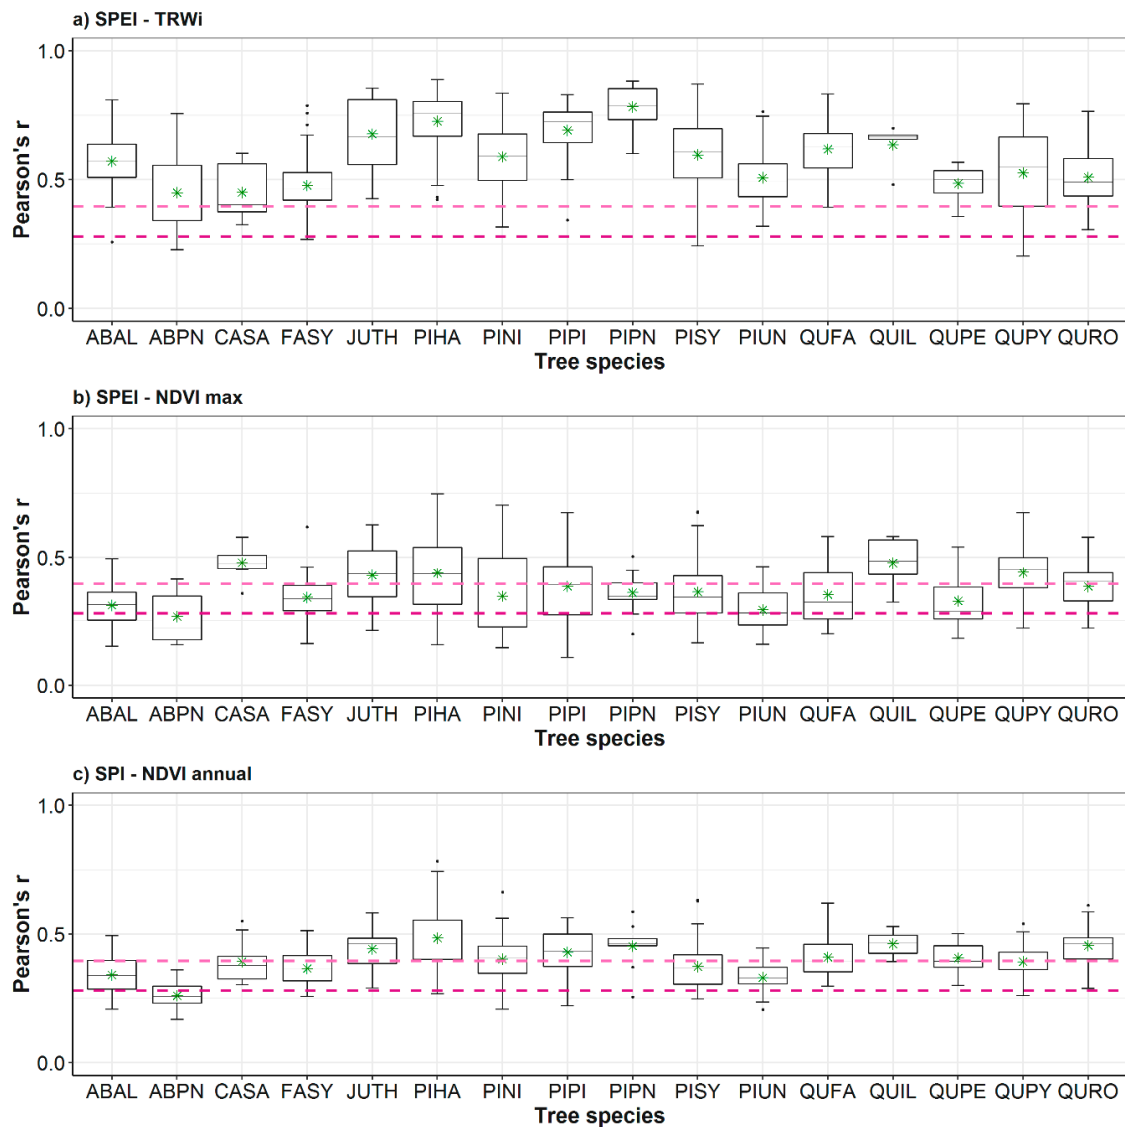 a) SPEI - TRWi
1.0
0.5
0.0
Pearson's r
ABAL ABPN CASA FASY JUTH PIHA PINI PIPI PIPN PISY PIUN QUFA QUIL QUPE QUPY QURO
Tree species
b) SPEI - NDVI max
1.0
0.5
0.0
Pearson's r
ABAL ABPN CASA FASY JUTH PIHA PINI PIPI PIPN PISY PIUN QUFA QUIL QUPE QUPY QURO
Tree species
c) SPI - NDVI annual
1.0
0.5
0.0
Pearson's r
ABAL ABPN CASA FASY JUTH PIHA PINI PIPI PIPN PISY PIUN QUFA QUIL QUPE QUPY QURO
Tree species